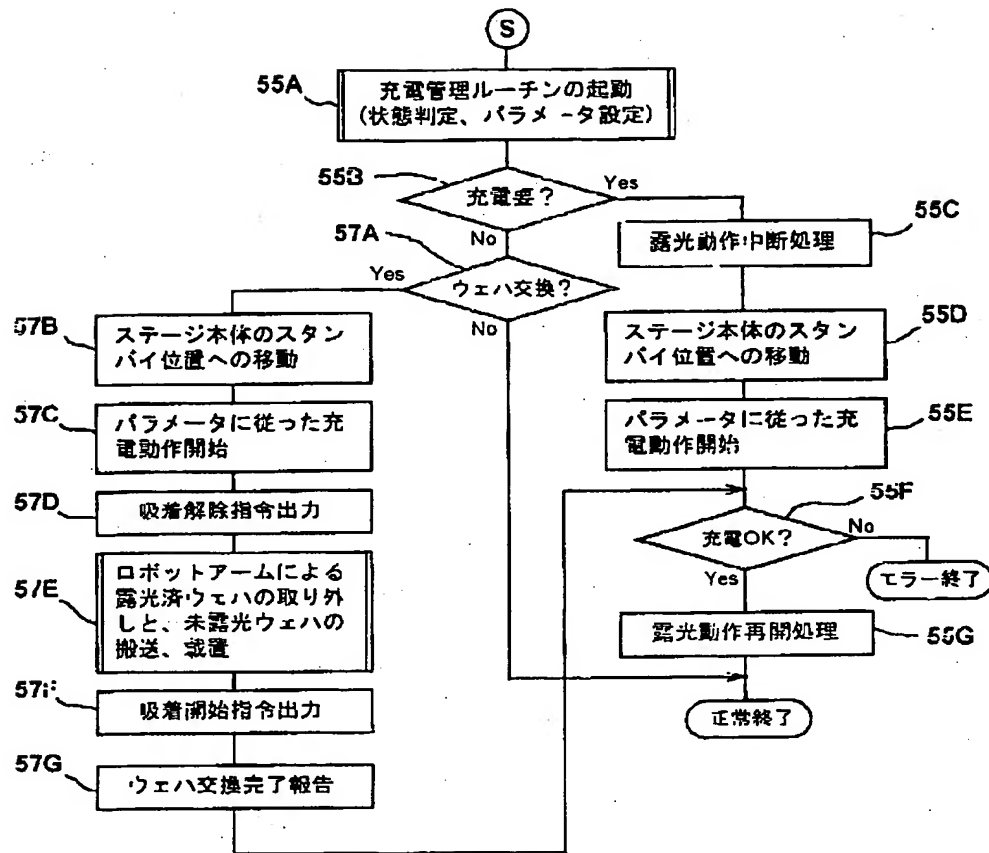 S
55A
充電管理ルーチンの起動
(状態判定、パラメータ設定)
55B
充電要?
Yes
No
55C
露光動作中断処理
57A
ウェハ交換?
Yes
No
57B
ステージ本体のスタン
バイ位置への移動
55D
ステージ本体のスタン
バイ位置への移動
57C
パラメータに従った充
電動作開始
55E
パラメータに従った充
電動作開始
57D
吸着解除指令出力
55F
充電OK?
No
Yes
エラー終了
57E
ロボットアームによる
露光済ウェハの取り外
しと、未露光ウェハの
搬送、載置
55G
露光動作再開処理
57F
吸着開始指令出力
正常終了
57G
ウェハ交換完了報告